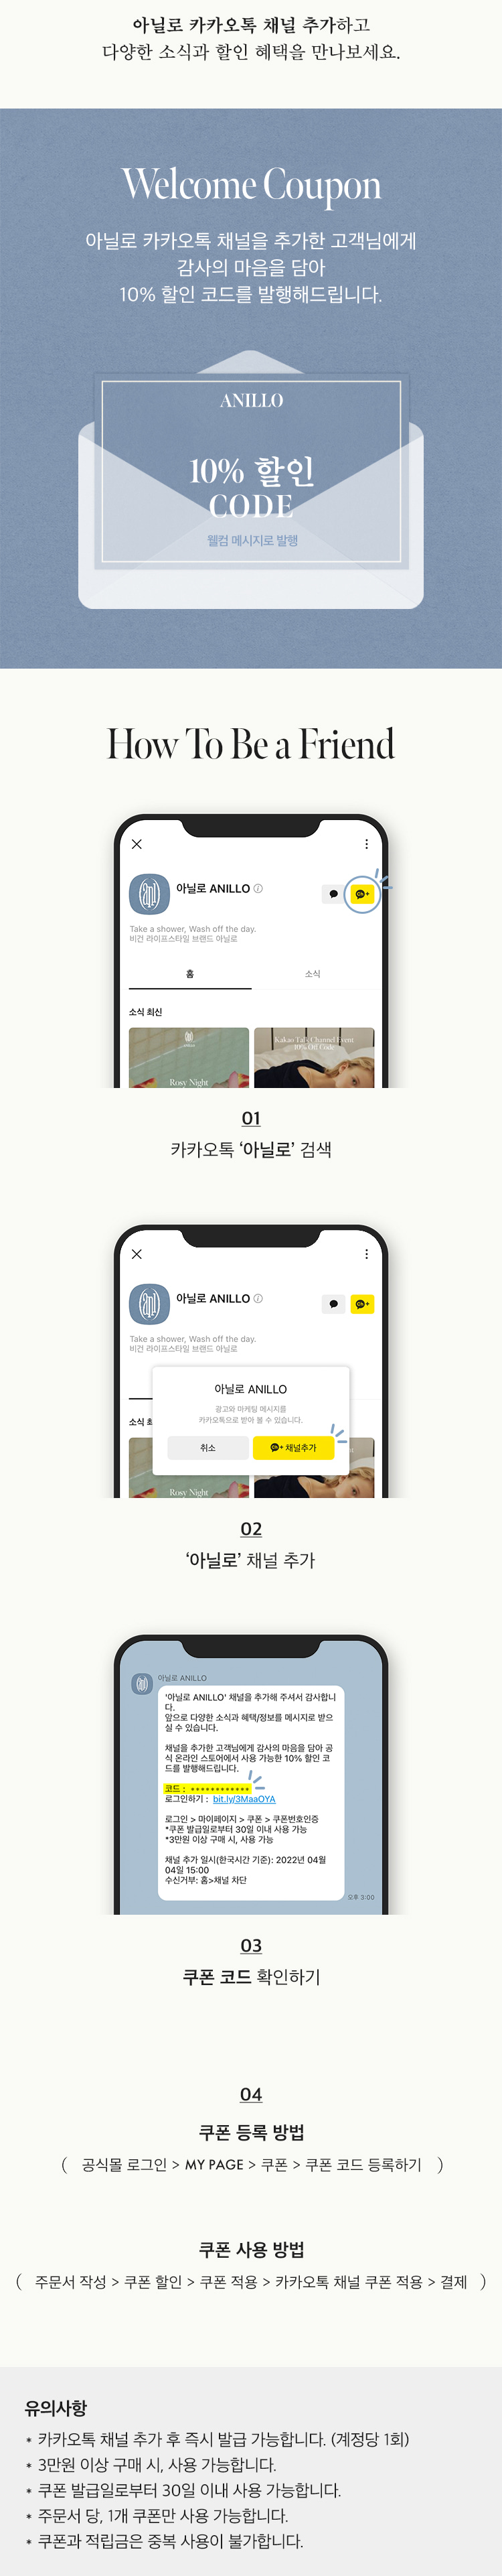 아닐로 카카오톡 채널 추가하고
다양한 소식과 할인 혜택을 만나보세요.
Welcome Coupon
아닐로 카카오톡 채널을 추가한 고객님에게
감사의 마음을 담아
10% 할인 코드를 발행해드립니다.
ANILLO
10% 할인
CODE
웰컴 메시지로 발행
How To Be a Friend
아닐로 ANILLO
Ch+
Take a shower, Wash off the day.
비건 라이프스타일 브랜드 아닐로
홈 소식
소식 최신
Rosy Night
Kakao Talk Channel Event
10% Off Code
01
카카오톡 ‘아닐로’ 검색
아닐로 ANILLO
Ch+
Take a shower, Wash off the day.
비건 라이프스타일 브랜드 아닐로
아닐로 ANILLO
광고와 마케팅 메시지를
카카오톡으로 받아 볼 수 있습니다.
취소 Ch+ 채널추가
소식 최
Rosy Night
02
‘아닐로’ 채널 추가
아닐로 ANILLO
'아닐로 ANILLO' 채널을 추가해 주셔서 감사합니
다.
앞으로 다양한 소식과 혜택/정보를 메시지로 받으
실 수 있습니다.
채널을 추가한 고객님에게 감사의 마음을 담아 공
식 온라인 스토어에서 사용 가능한 10% 할인 코
드를 발행해드립니다.
코드 : ************
로그인하기 : bit.ly/3MaaOYA
로그인 > 마이페이지 > 쿠폰 > 쿠폰번호인증
*쿠폰 발급일로부터 30일 이내 사용 가능
*3만원 이상 구매 시, 사용 가능
채널 추가 일시(한국시간 기준): 2022년 04월
04일 15:00
수신거부: 홈>채널 차단
오후 3:00
03
쿠폰 코드 확인하기
04
쿠폰 등록 방법
( 공식몰 로그인 > MY PAGE > 쿠폰 > 쿠폰 코드 등록하기 )
쿠폰 사용 방법
( 주문서 작성 > 쿠폰 할인 > 쿠폰 적용 > 카카오톡 채널 쿠폰 적용 > 결제 )
유의사항
* 카카오톡 채널 추가 후 즉시 발급 가능합니다. (계정당 1회)
* 3만원 이상 구매 시, 사용 가능합니다.
* 쿠폰 발급일로부터 30일 이내 사용 가능합니다.
* 주문서 당, 1개 쿠폰만 사용 가능합니다.
* 쿠폰과 적립금은 중복 사용이 불가합니다.